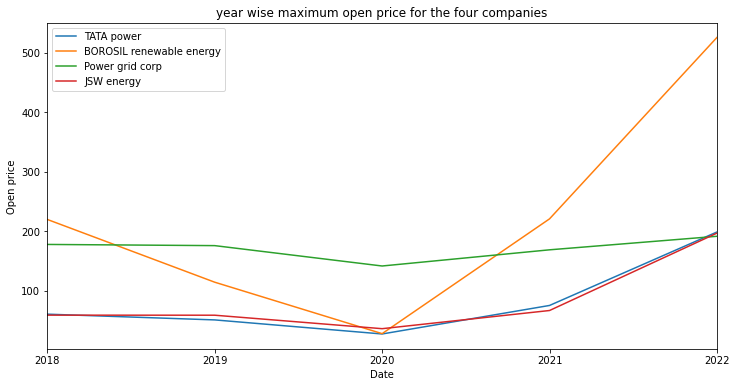 year wise maximum open price for the four companies
TATA power
BOROSIL renewable energy
Power grid corp
JSW energy
Open price
500
400
300
200
100
2018 2019 2020 2021 2022
Date